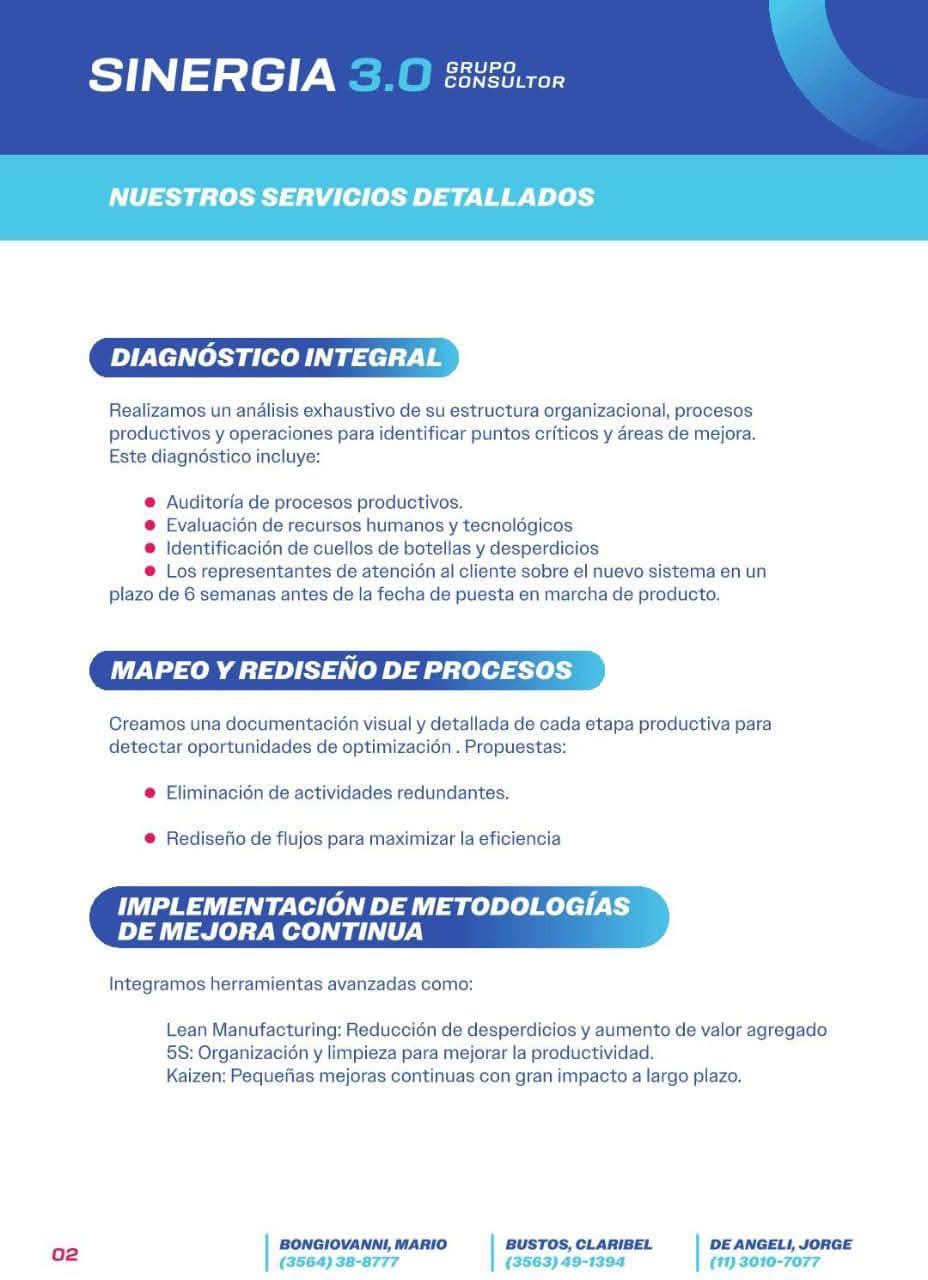 SINERGIA 3.0 GRUPO CONSULTOR
NUESTROS SERVICIOS DETALLADOS
DIAGNÓSTICO INTEGRAL
Realizamos un análisis exhaustivo de su estructura organizacional, procesos
productivos y operaciones para identificar puntos críticos y áreas de mejora.
Este diagnóstico incluye:
● Auditoría de procesos productivos.
● Evaluación de recursos humanos y tecnológicos
● Identificación de cuellos de botellas y desperdicios
● Los representantes de atención al cliente sobre el nuevo sistema en un
plazo de 6 semanas antes de la fecha de puesta en marcha de producto.
MAPEO Y REDISEÑO DE PROCESOS
Creamos una documentación visual y detallada de cada etapa productiva para
detectar oportunidades de optimización . Propuestas:
● Eliminación de actividades redundantes.
● Rediseño de flujos para maximizar la eficiencia
IMPLEMENTACIÓN DE METODOLOGÍAS
DE MEJORA CONTINUA
Integramos herramientas avanzadas como:
Lean Manufacturing: Reducción de desperdicios y aumento de valor agregado
5S: Organización y limpieza para mejorar la productividad.
Kaizen: Pequeñas mejoras continuas con gran impacto a largo plazo.
02
BONGIOVANNI, MARIO
(3564) 38-8777
BUSTOS, CLARIBEL
(3563) 49-1394
DE ANGELI, JORGE
(11) 3010-7077